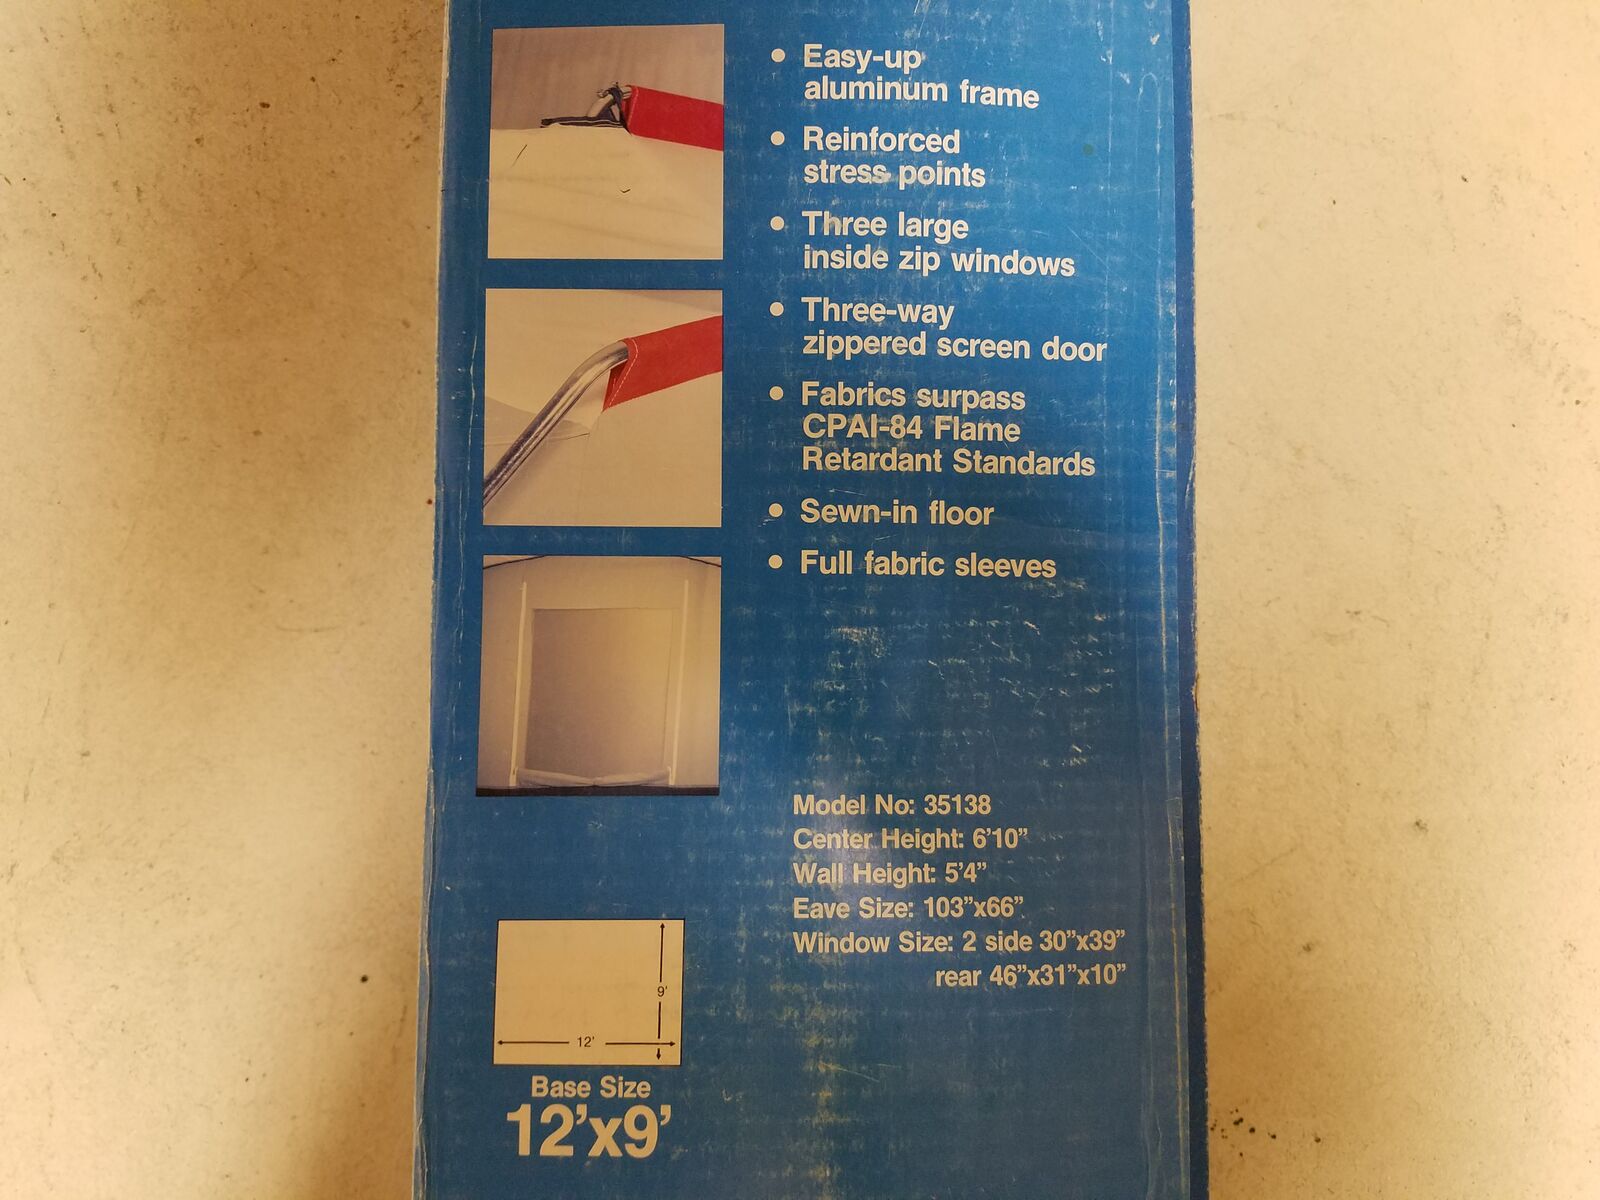 • Easy-up
aluminum frame
• Reinforced
stress points
• Three large
inside zip windows
• Three-way
zippered screen door
• Fabrics surpass
CPAI-84 Flame
Retardant Standards
• Sewn-in floor
• Full fabric sleeves
Model No: 35138
Center Height: 6'10"
Wall Height: 5'4"
Eave Size: 103"x66"
Window Size: 2 side 30"x39"
rear 46"x31"x10"
9'
12'
Base Size
12'x9'